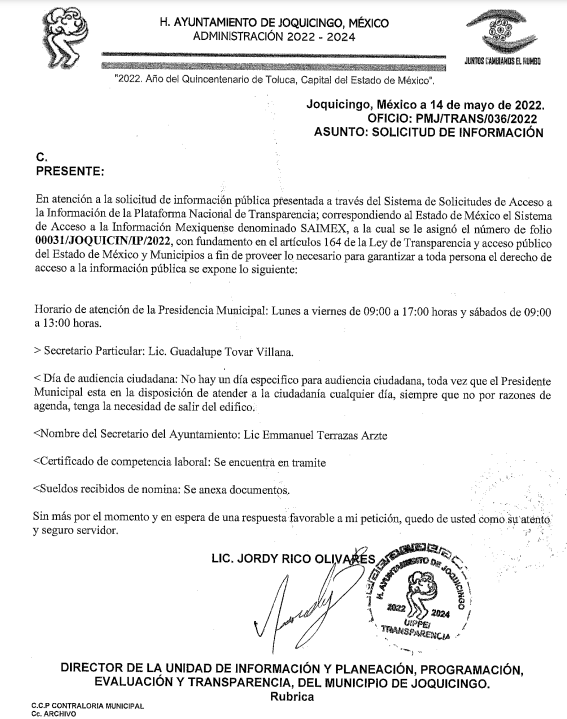 H. AYUNTAMIENTO DE JOQUICINGO, MÉXICO
ADMINISTRACIÓN 2022 - 2024
JUNTOS CAMBIAMOS EL RUMBO
"2022. Año del Quincentenario de Toluca, Capital del Estado de México".
Joquicingo, México a 14 de mayo de 2022.
OFICIO: PMJ/TRANS/036/2022
ASUNTO: SOLICITUD DE INFORMACIÓN
C.
PRESENTE:
En atención a la solicitud de información pública presentada a través del Sistema de Solicitudes de Acceso a
la Información de la Plataforma Nacional de Transparencia; correspondiendo al Estado de México el Sistema
de Acceso a la Información Mexiquense denominado SAIMEX, a la cual se le asignó el número de folio
00031/JOQUICIN/IP/2022, con fundamento en el artículos 164 de la Ley de Transparencia y acceso público
del Estado de México y Municipios a fin de proveer lo necesario para garantizar a toda persona el derecho de
acceso a la información pública se expone lo siguiente:
Horario de atención de la Presidencia Municipal: Lunes a viernes de 09:00 a 17:00 horas y sábados de 09:00
a 13:00 horas.
> Secretario Particular: Lic. Guadalupe Tovar Villana.
< Día de audiencia ciudadana: No hay un día especifico para audiencia ciudadana, toda vez que el Presidente
Municipal esta en la disposición de atender a la ciudadanía cualquier día, siempre que no por razones de
agenda, tenga la necesidad de salir del edifico.
<Nombre del Secretario del Ayuntamiento: Lic Emmanuel Terrazas Arzte
<Certificado de competencia laboral: Se encuentra en tramite
<Sueldos recibidos de nomina: Se anexa documentos.
Sin más por el momento y en espera de una respuesta favorable a mi petición, quedo de usted como su atento
y seguro servidor.
LIC. JORDY RICO OLIVARES
H. AYUNTAMIENTO DE JOQUICINGO
2022 2024
UIPPE
TRANSPARENCIA
DIRECTOR DE LA UNIDAD DE INFORMACIÓN Y PLANEACIÓN, PROGRAMACIÓN,
EVALUACIÓN Y TRANSPARENCIA, DEL MUNICIPIO DE JOQUICINGO.
Rubrica
C.C.P CONTRALORIA MUNICIPAL
Cc. ARCHIVO